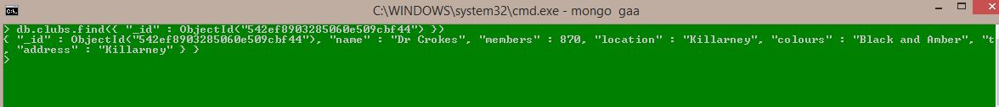 C:\WINDOWS\system32\cmd.exe - mongo gaa
> db.clubs.find({ "_id" : ObjectId("542ef8903285060e509cbf44") })
{ "_id" : ObjectId("542ef8903285060e509cbf44"), "name" : "Dr Crokes", "members" : 870, "location" : "Killarney", "colours" : "Black and Amber", "t
, "address" : "Killarney" } }
>